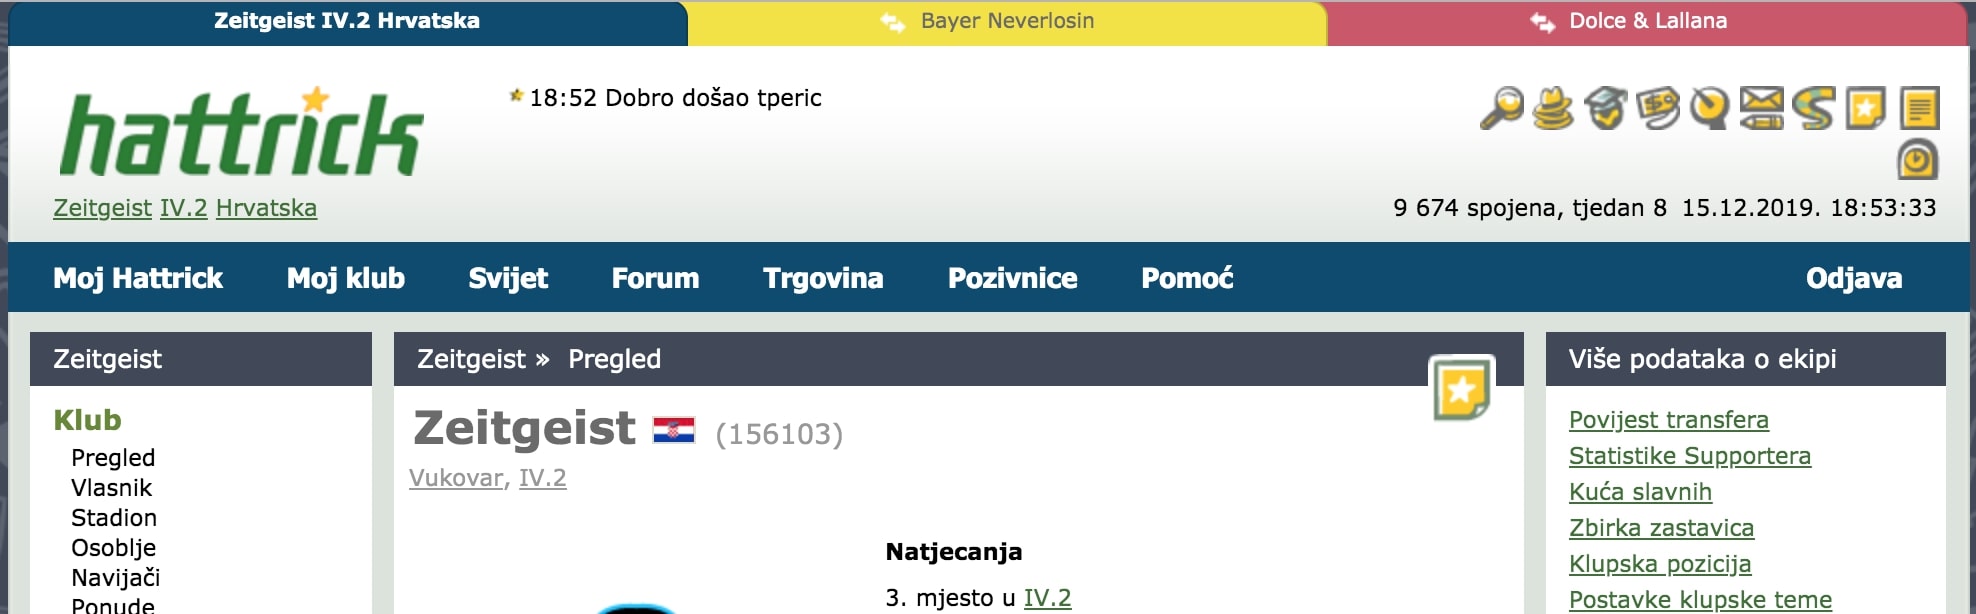 Zeitgeist IV.2 Hrvatska
Bayer Neverlosin
Dolce & Lallana
hattrick
18:52 Dobro došao tperic
Zeitgeist IV.2 Hrvatska
9 674 spojena, tjedan 8 15.12.2019. 18:53:33
Moj Hattrick Moj klub Svijet Forum Trgovina Pozivnice Pomoć Odjava
Zeitgeist
Klub
Pregled
Vlasnik
Stadion
Osoblje
Navijači
Ponude
Zeitgeist » Pregled
Zeitgeist (156103)
Vukovar, IV.2
Natjecanja
3. mjesto u IV.2
Više podataka o ekipi
Povijest transfera
Statistike Supportera
Kuća slavnih
Zbirka zastavica
Klupska pozicija
Postavke klupske teme